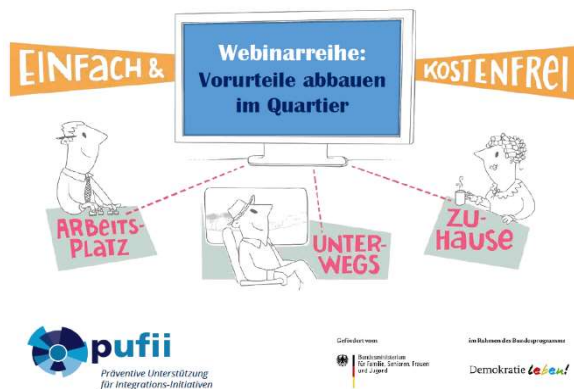 EINFACH &
Webinarreihe:
Vorurteile abbauen
im Quartier
KOSTENFREI
ARBEITS-
PLATZ
UNTER-
WEGS
ZU-
HAUSE
pufii
Präventive Unterstützung
für Integrations-Initiativen
Gefördert vom
Bundesministerium
für Familie, Senioren, Frauen
und Jugend
im Rahmen des Bundesprogramms
Demokratie leben!